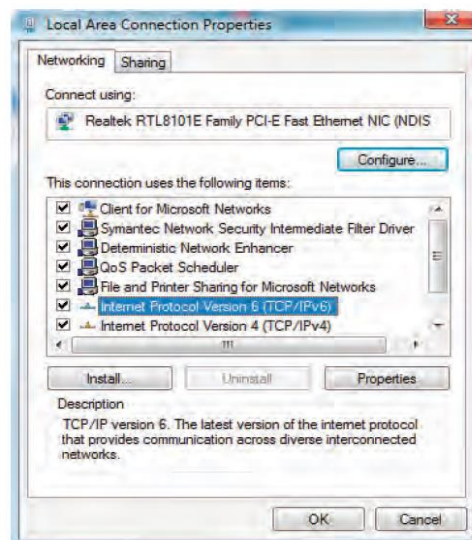 Local Area Connection Properties
Networking
Sharing
Connect using:
Realtek RTL8101E Family PCI-E Fast Ethernet NIC (NDIS
Configure...
This connection uses the following items:
Client for Microsoft Networks
Symantec Network Security Intermediate Filter Driver
Deterministic Network Enhancer
QoS Packet Scheduler
File and Printer Sharing for Microsoft Networks
Internet Protocol Version 6 (TCP/IPv6)
Internet Protocol Version 4 (TCP/IPv4)
Install...
Uninstall
Properties
Description
TCP/IP version 6. The latest version of the internet protocol
that provides communication across diverse interconnected
networks.
OK
Cancel